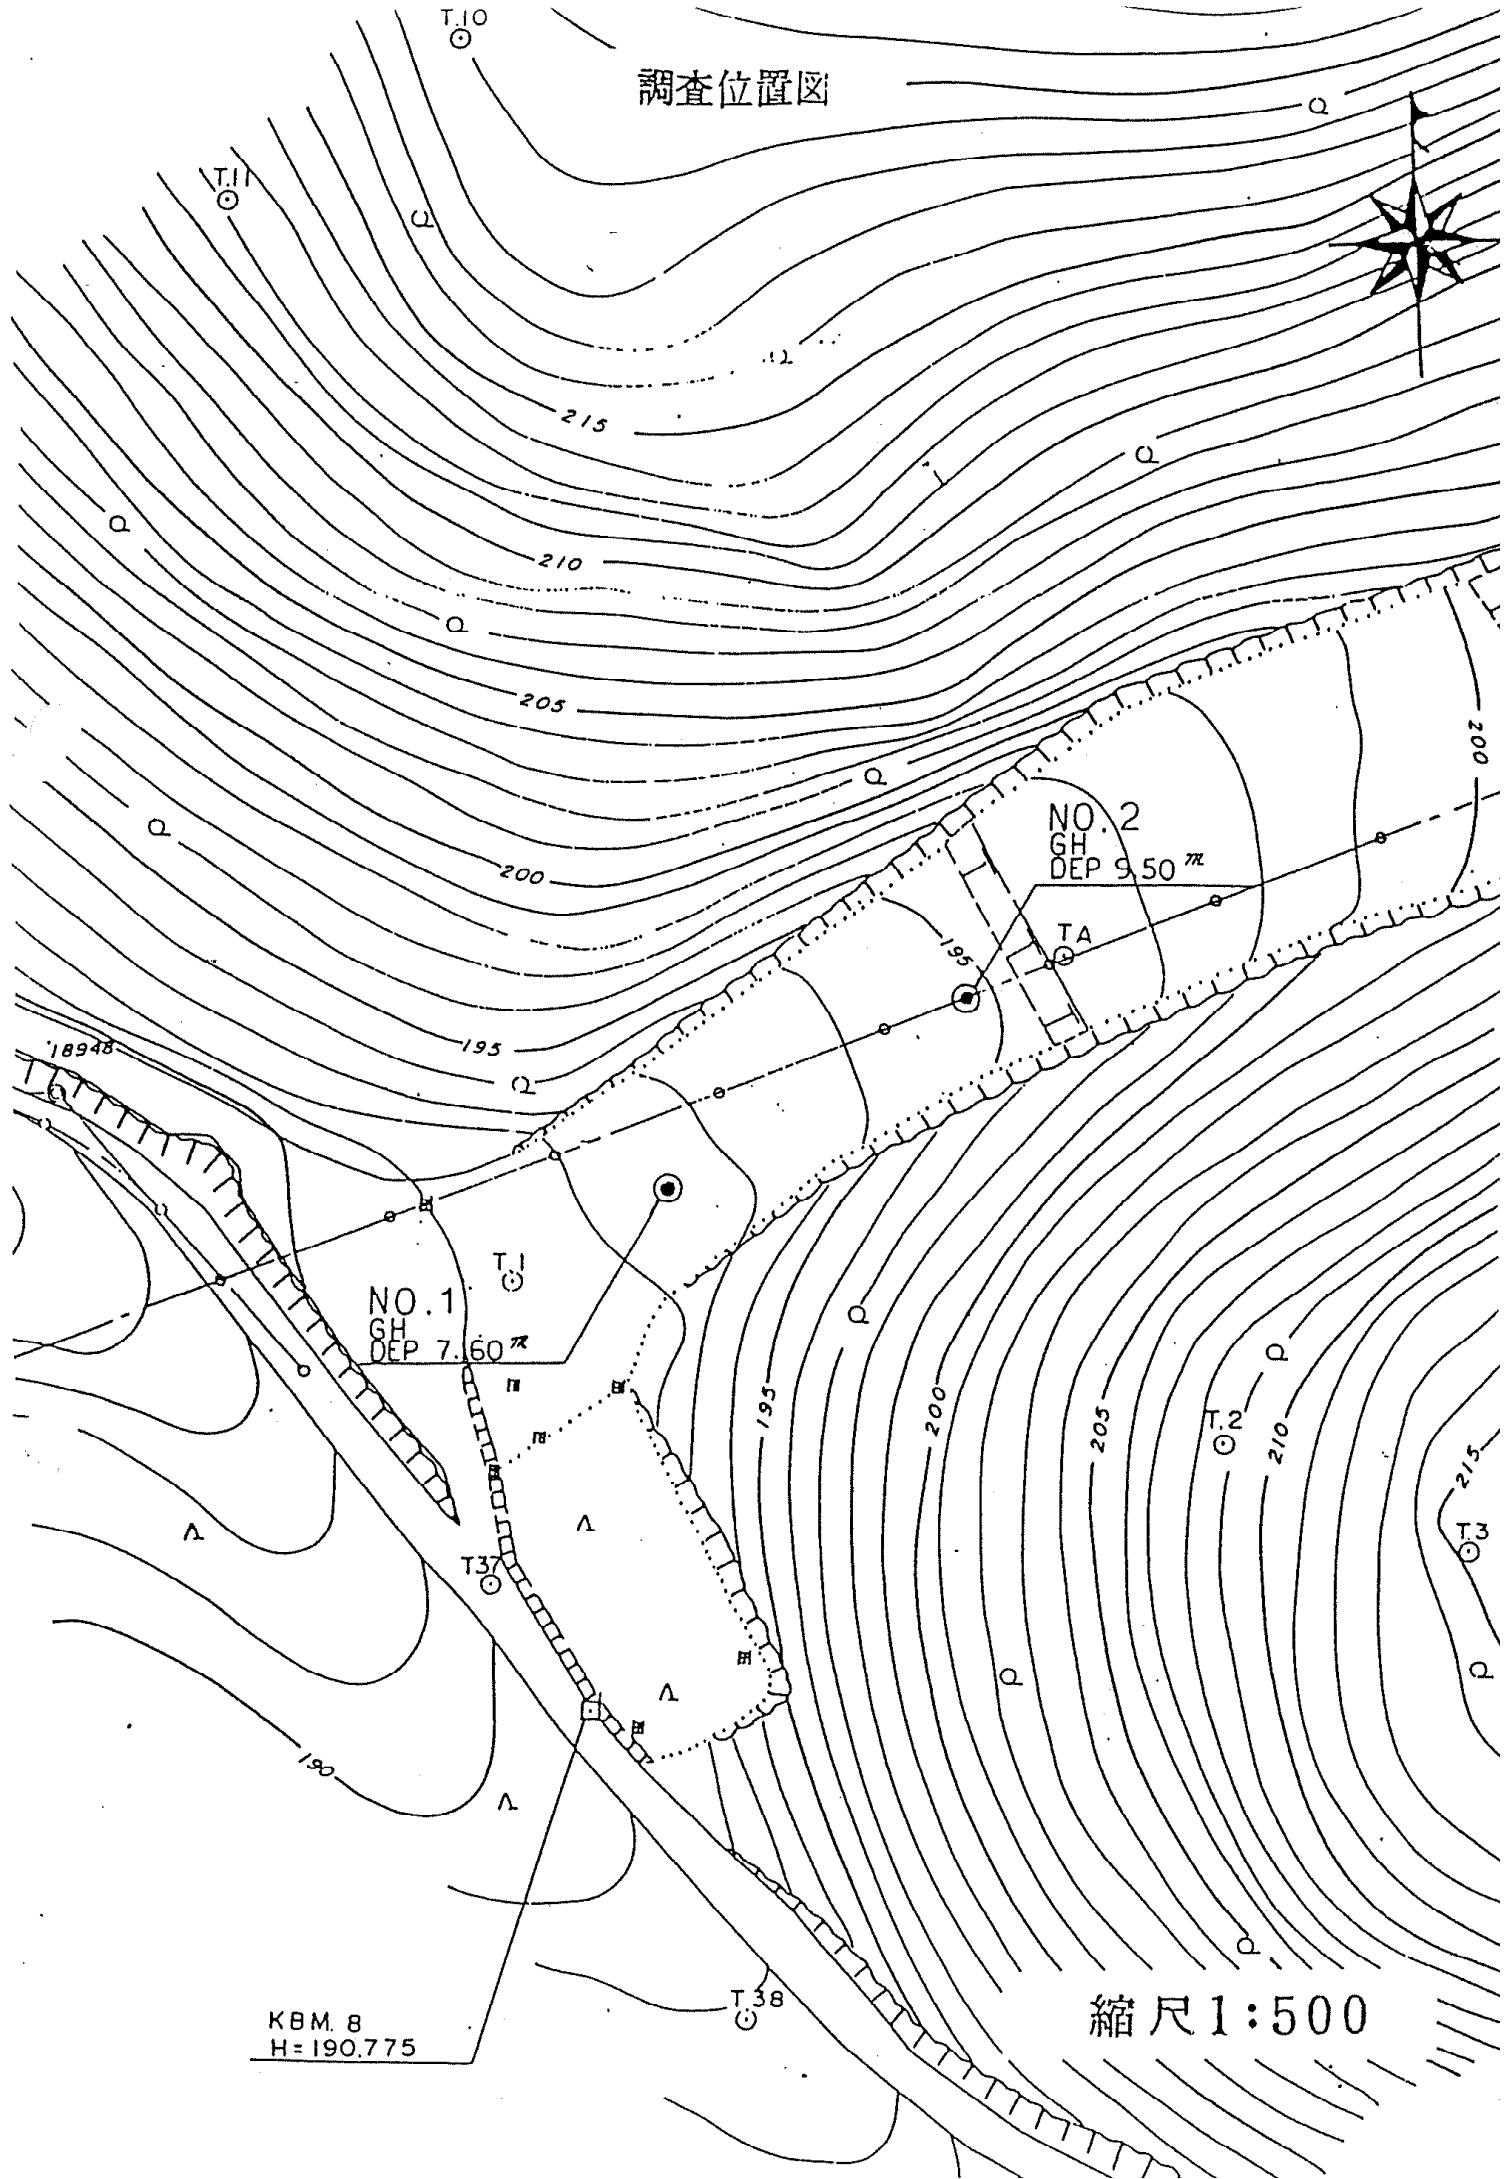 T.10
調査位置図
T.11
215
210
205
200
200
NO.2
GH
DEP 9.50 m
TA
195
195
18948
T.1
NO.1
GH
DEP 7.60 m
195
200
205
T.2
210
215
T.3
T37
190
T.38
KBM. 8
H=190.775
縮尺1:500